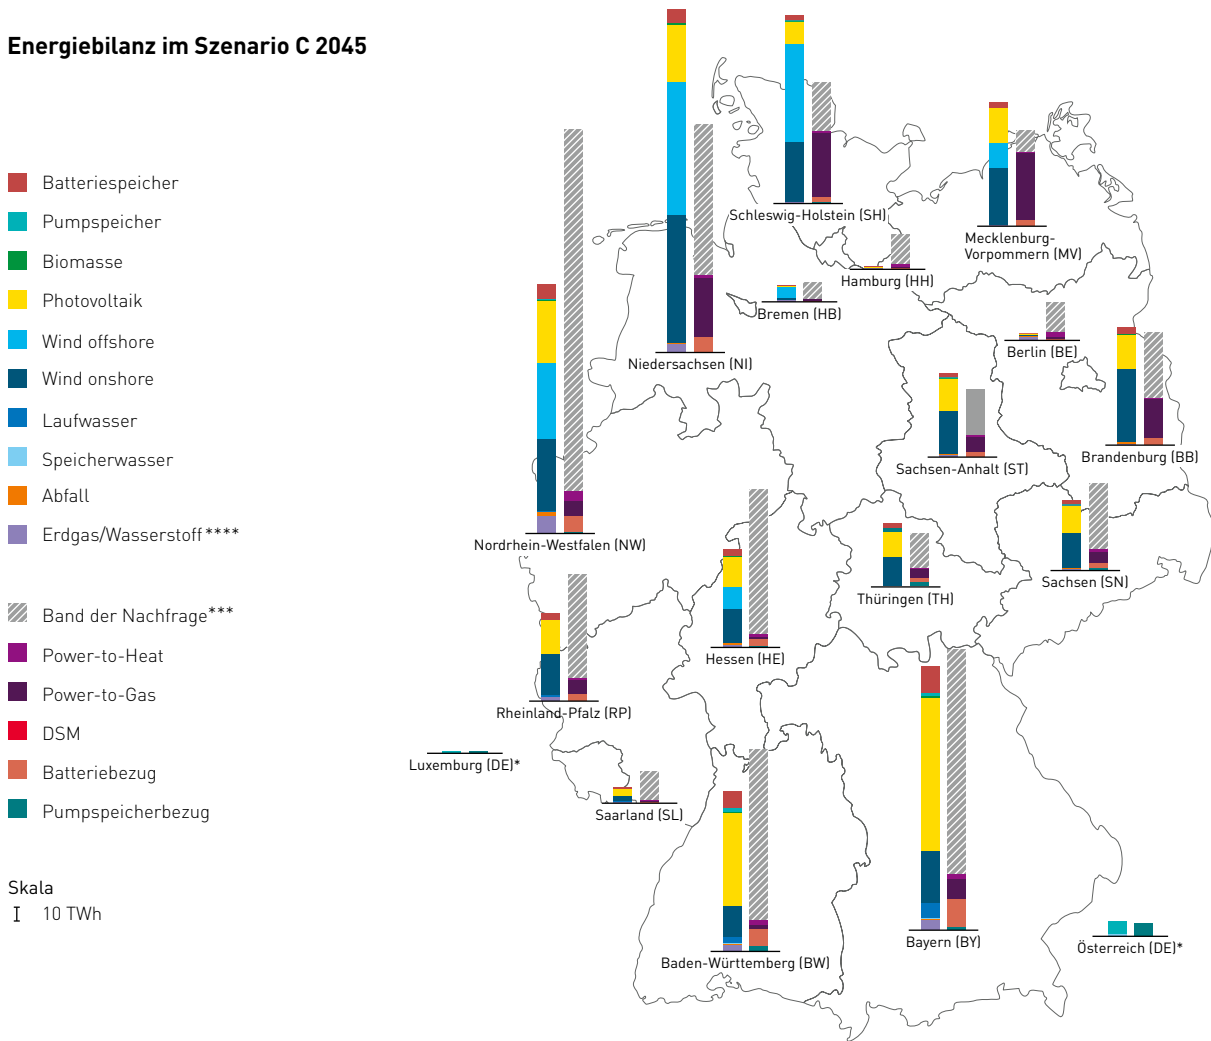 Energiebilanz im Szenario C 2045
Batteriespeicher
Pumpspeicher
Biomasse
Photovoltaik
Wind offshore
Wind onshore
Laufwasser
Speicherwasser
Abfall
Erdgas/Wasserstoff****
Band der Nachfrage***
Power-to-Heat
Power-to-Gas
DSM
Batteriebezug
Pumpspeicherbezug
Skala
10 TWh
Schleswig-Holstein (SH)
Mecklenburg-
Vorpommern (MV)
Hamburg (HH)
Bremen (HB)
Niedersachsen (NI)
Berlin (BE)
Brandenburg (BB)
Sachsen-Anhalt (ST)
Nordrhein-Westfalen (NW)
Sachsen (SN)
Thüringen (TH)
Hessen (HE)
Rheinland-Pfalz (RP)
Luxemburg (DE)*
Saarland (SL)
Baden-Württemberg (BW)
Bayern (BY)
Österreich (DE)*